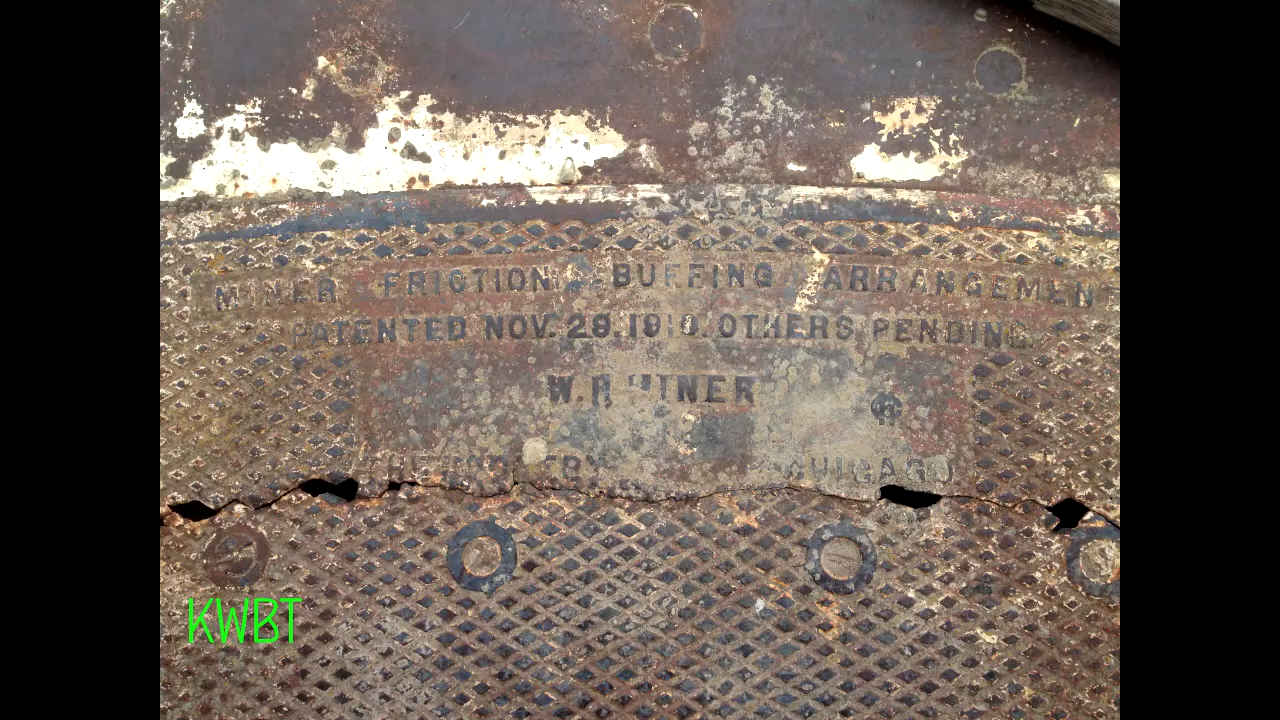 MINER FRICTION BUFFING ARRANGEMENT
PATENTED NOV. 29. 1910. OTHERS PENDING.
W. H. MINER
CHICAGO
KWBT